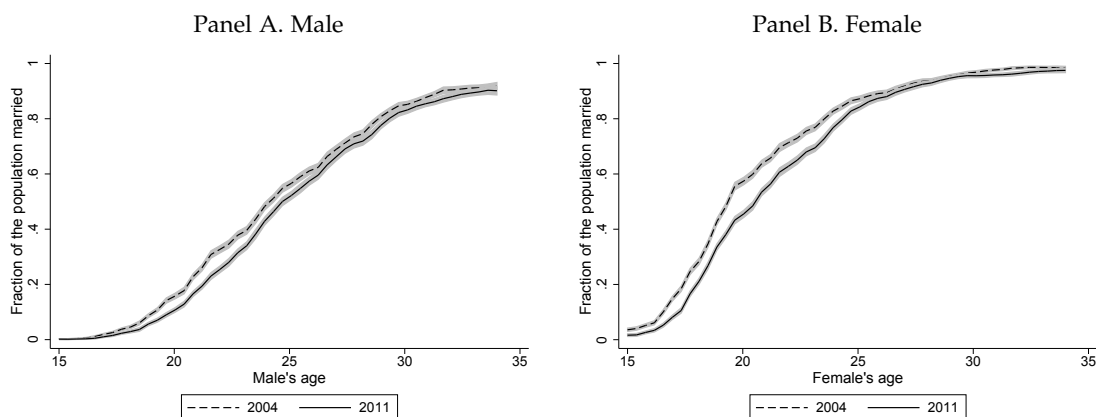 Panel A. Male
Fraction of the population married
1
.8
.6
.4
.2
0
15 20 25 30 35
Male's age
2004 2011
Panel B. Female
Fraction of the population married
1
.8
.6
.4
.2
0
15 20 25 30 35
Female's age
2004 2011